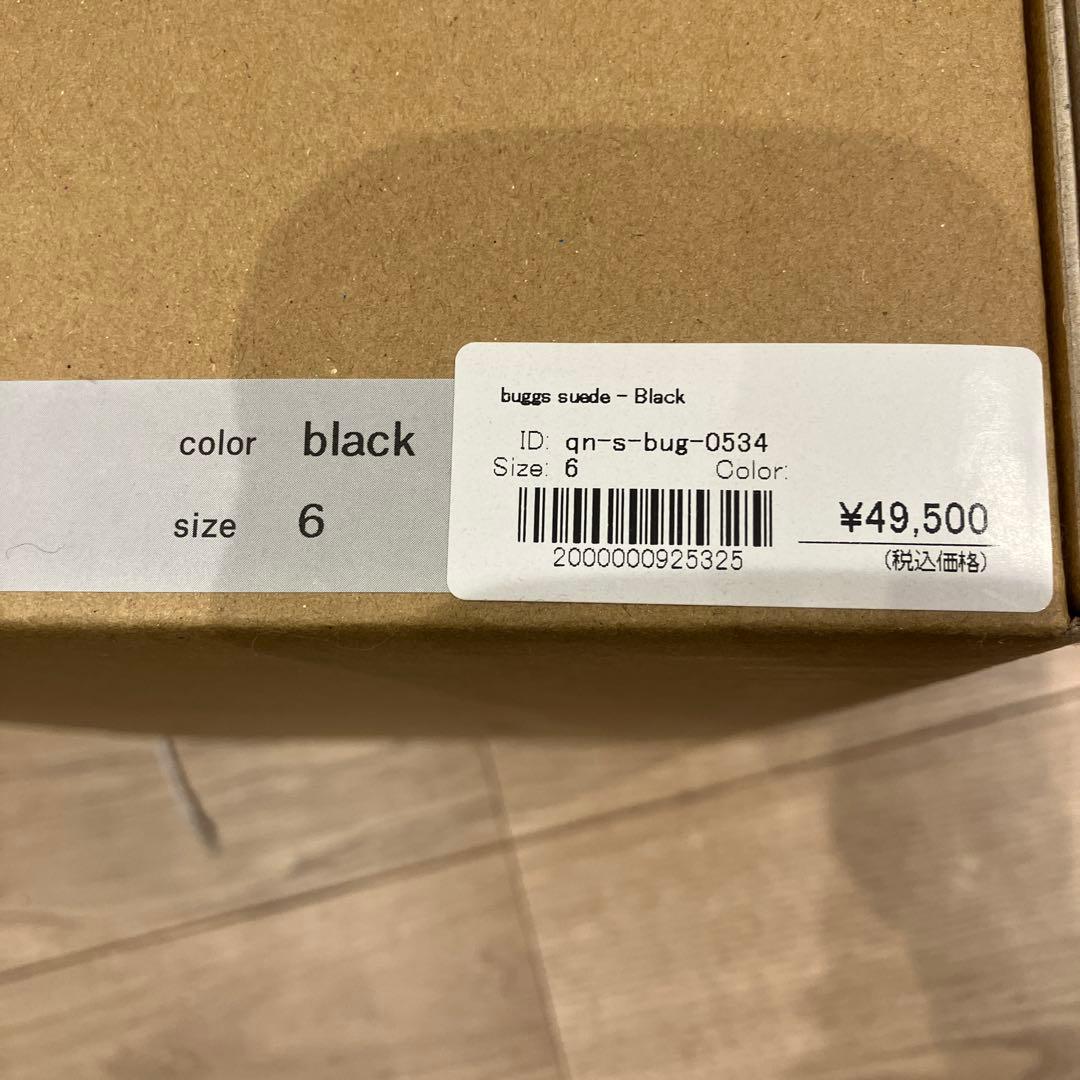 color black
size 6
buggs suede - Black
ID: qn-s-bug-0534
Size: 6 Color:
2000000925325
¥49,500
(税込価格)